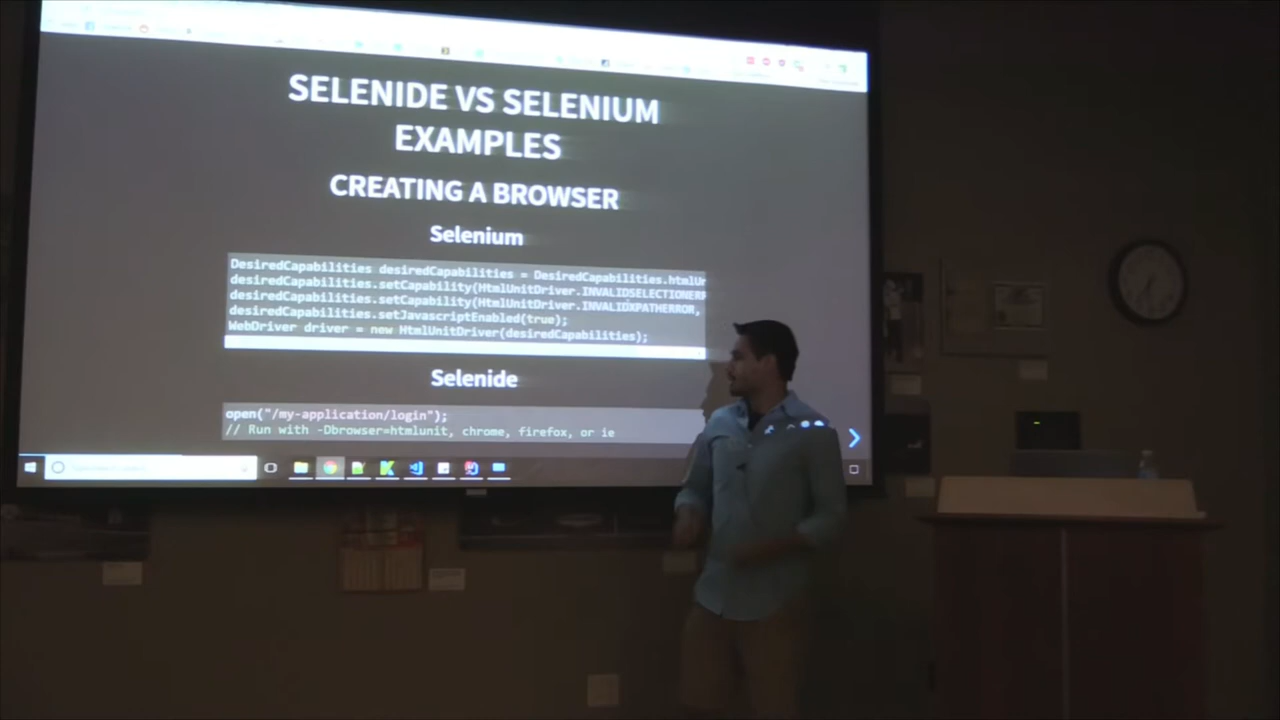 SELENIDE VS SELENIUM
EXAMPLES
CREATING A BROWSER
Selenium
DesiredCapabilities desiredCapabilities = DesiredCapabilities.htmlUn
desiredCapabilities.setCapability(HtmlUnitDriver.INVALIDSELECTIONERR
desiredCapabilities.setCapability(HtmlUnitDriver.INVALIDXPATHERROR,
desiredCapabilities.setJavascriptEnabled(true);
WebDriver driver = new HtmlUnitDriver(desiredCapabilities);
Selenide
open("/my-application/login");
// Run with -Dbrowser=htmlunit, chrome, firefox, or ie